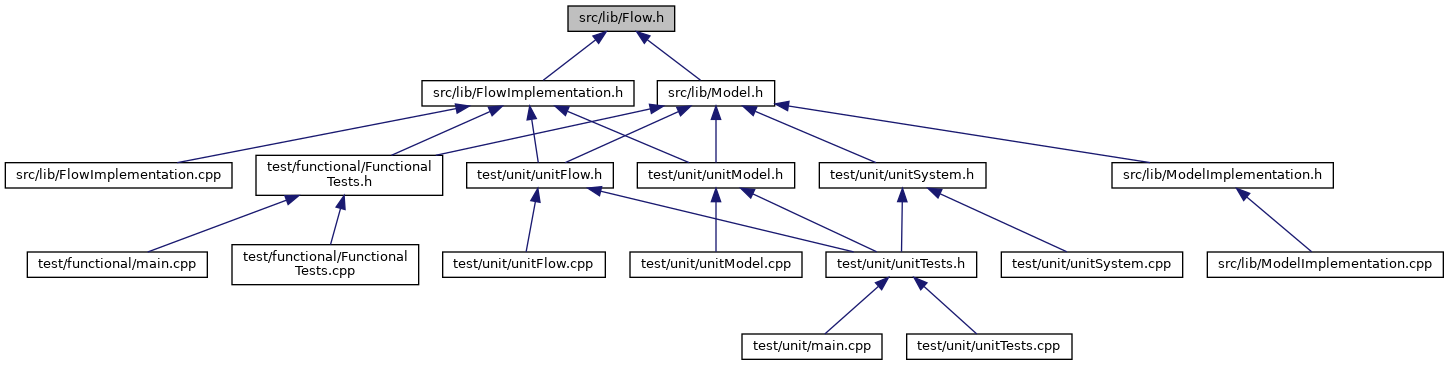 src/lib/Flow.h
src/lib/FlowImplementation.h
src/lib/Model.h
src/lib/FlowImplementation.cpp
test/functional/Functional
Tests.h
test/unit/unitFlow.h
test/unit/unitModel.h
test/unit/unitSystem.h
src/lib/ModelImplementation.h
test/functional/main.cpp
test/functional/Functional
Tests.cpp
test/unit/unitFlow.cpp
test/unit/unitModel.cpp
test/unit/unitTests.h
test/unit/unitSystem.cpp
src/lib/ModelImplementation.cpp
test/unit/main.cpp
test/unit/unitTests.cpp